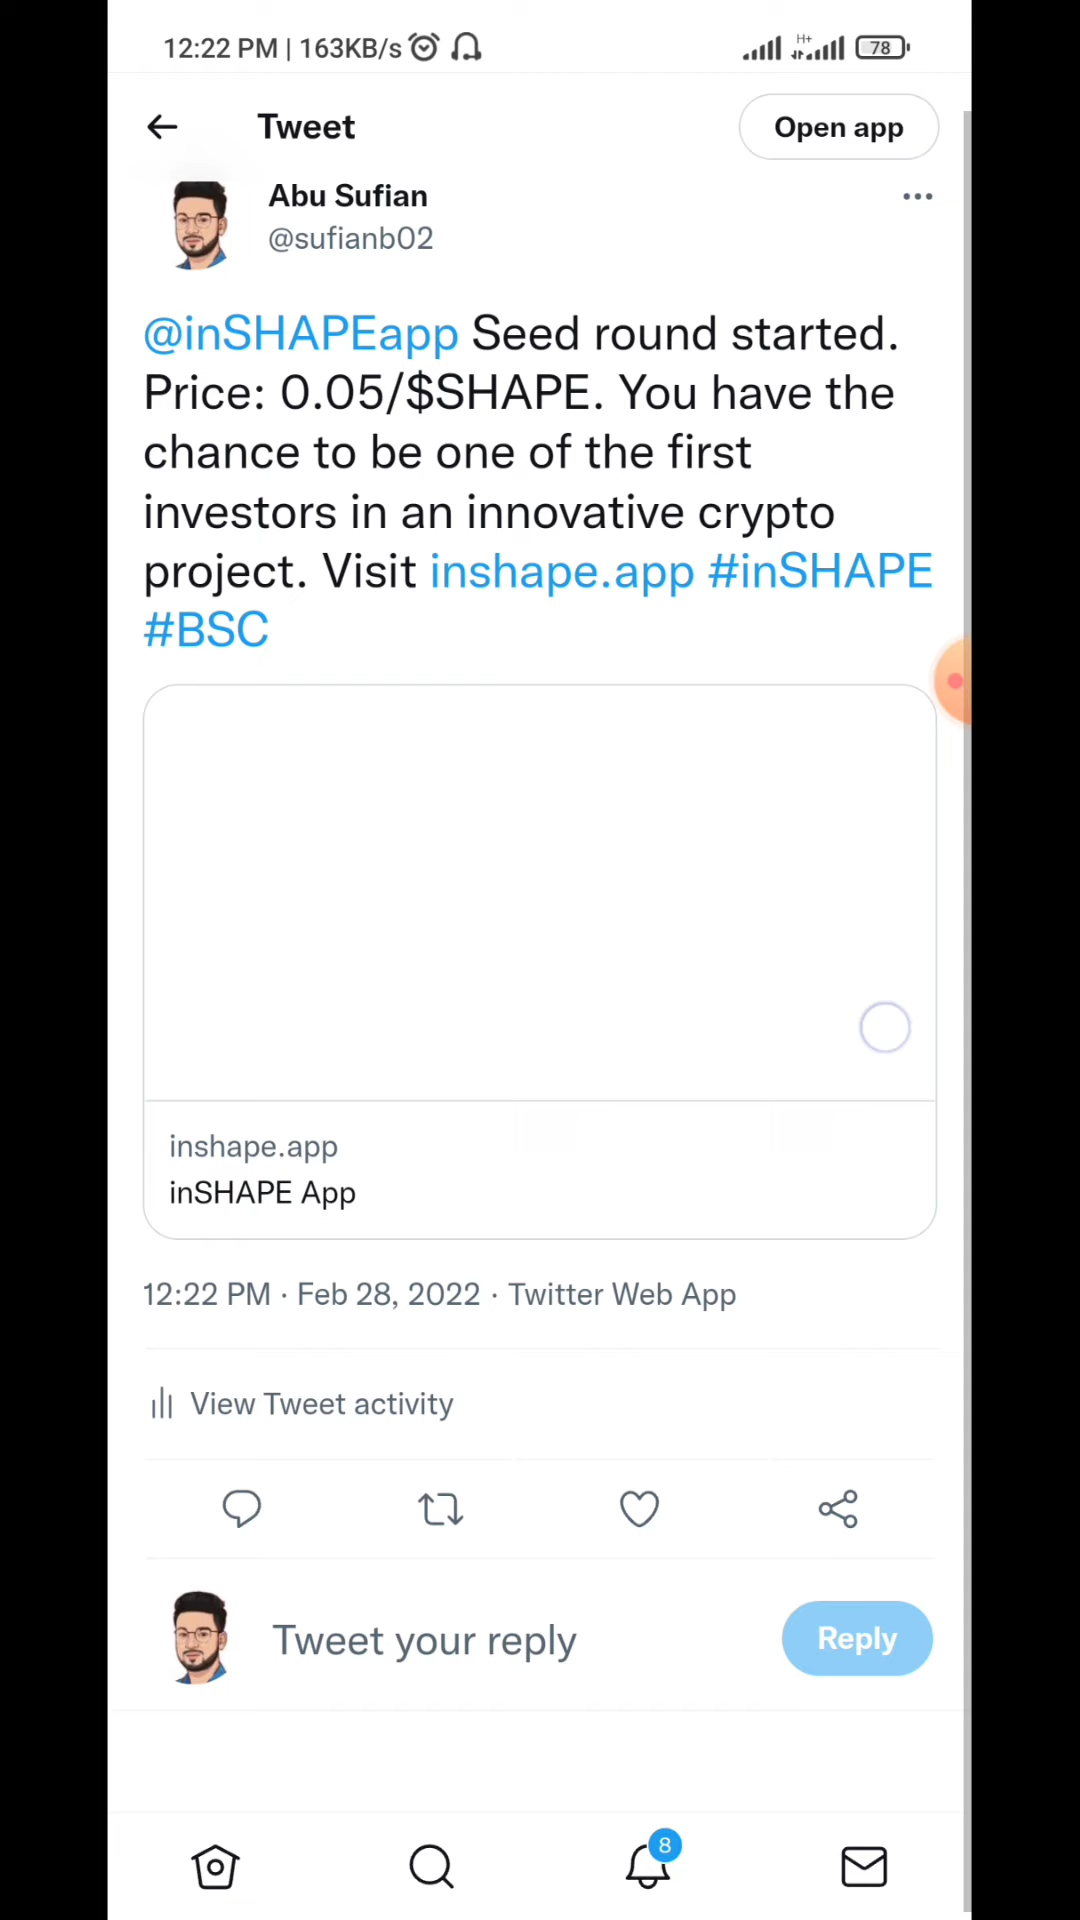 12:22 PM | 163KB/s H+ 78
Tweet
Open app
Abu Sufian
@sufianb02
@inSHAPEapp Seed round started.
Price: 0.05/$SHAPE. You have the
chance to be one of the first
investors in an innovative crypto
project. Visit inshape.app #inSHAPE
#BSC
inshape.app
inSHAPE App
12:22 PM · Feb 28, 2022 · Twitter Web App
View Tweet activity
Tweet your reply
Reply
8